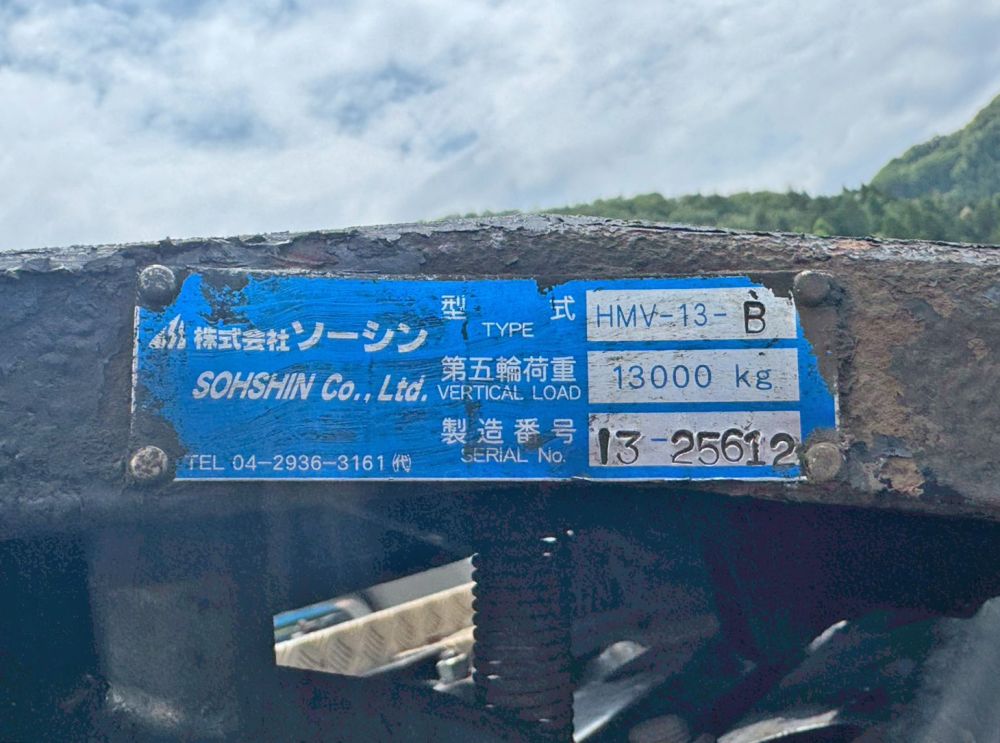 株式会社ソーシン
SOHSHIN Co., Ltd.
TEL 04-2936-3161 ㈹
型式 HMV-13-B
TYPE
第五輪荷重 13000 kg
VERTICAL LOAD
製造番号 13-25612
SERIAL No.